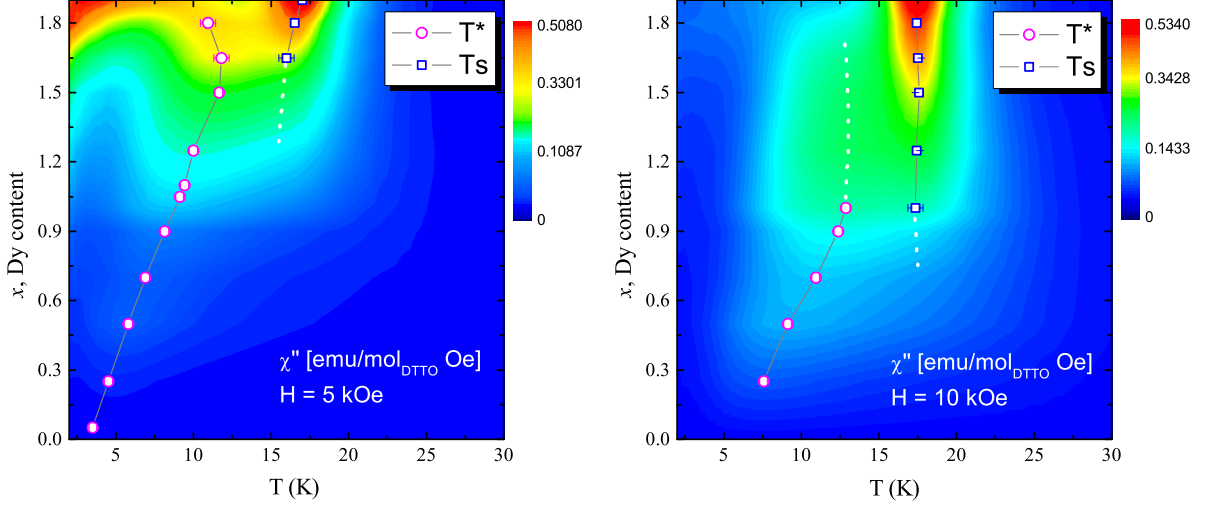 1.8
1.5
1.2
0.9
0.6
0.3
0.0
x, Dy content
5
10
15
20
25
30
T (K)
T*
Ts
0.5080
0.3301
0.1087
0
χ'' [emu/mol_DTTO Oe]
H = 5 kOe
1.8
1.5
1.2
0.9
0.6
0.3
0.0
x, Dy content
5
10
15
20
25
30
T (K)
T*
Ts
0.5340
0.3428
0.1433
0
χ'' [emu/mol_DTTO Oe]
H = 10 kOe